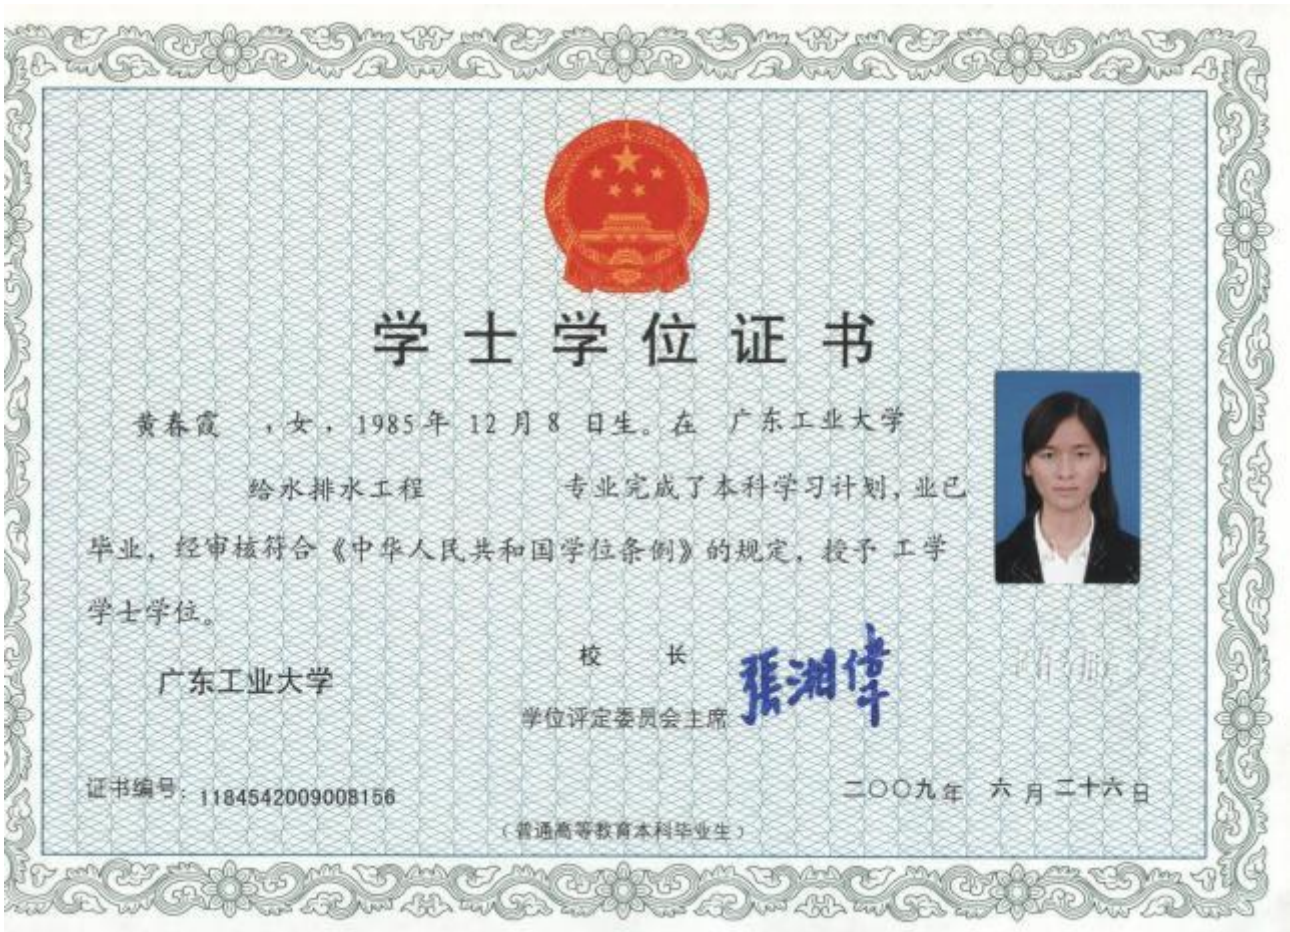 学士学位证书
黄春霞 ,女,1985年 12月 8 日生。在 广东工业大学
给水排水工程 专业完成了本科学习计划,业已
毕业,经审核符合《中华人民共和国学位条例》的规定,授予 工学
学士学位。
广东工业大学
校 长
張湘偉
学位评定委员会主席
证书编号: 1184542009008156
二〇〇九年 六月二十六日
(普通高等教育本科毕业生)